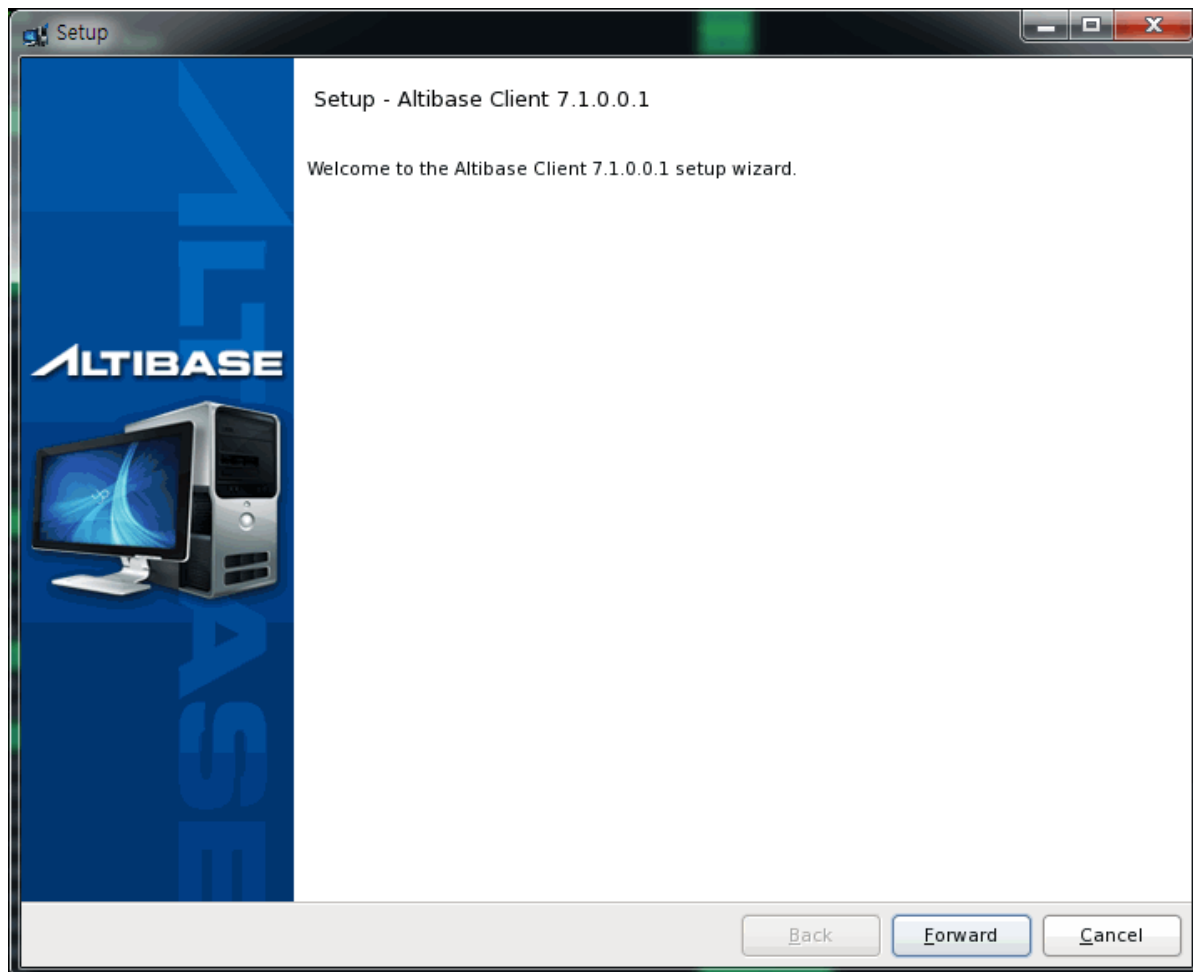 Setup
Setup - Altibase Client 7.1.0.0.1
Welcome to the Altibase Client 7.1.0.0.1 setup wizard.
ALTIBASE
ALTIBASE
Back
Forward
Cancel